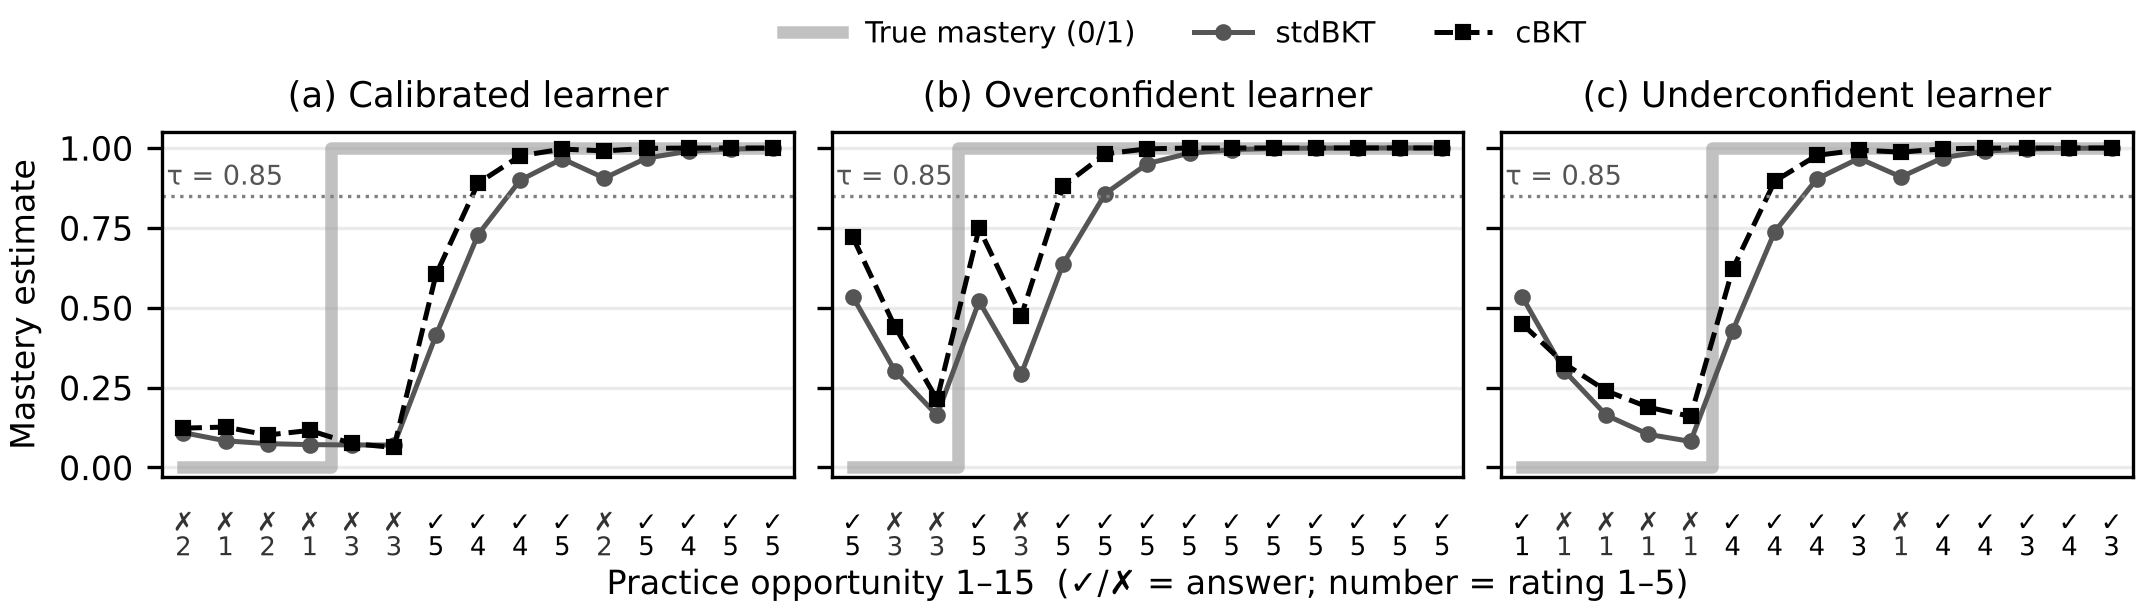 True mastery (0/1) stdBKT cBKT
(a) Calibrated learner
(b) Overconfident learner
(c) Underconfident learner
Mastery estimate
1.00
0.75
0.50
0.25
0.00
τ = 0.85
τ = 0.85
τ = 0.85
✗ ✗ ✗ ✗ ✗ ✗ ✓ ✓ ✓ ✓ ✗ ✓ ✓ ✓ ✓
2 1 2 1 3 3 5 4 4 5 2 5 4 5 5
✓ ✗ ✗ ✓ ✗ ✓ ✓ ✓ ✓ ✓ ✓ ✓ ✓ ✓ ✓
5 3 3 5 3 5 5 5 5 5 5 5 5 5 5
✓ ✗ ✗ ✗ ✗ ✓ ✓ ✓ ✓ ✗ ✓ ✓ ✓ ✓ ✓
1 1 1 1 1 4 4 4 3 1 4 4 3 4 3
Practice opportunity 1–15 (✓/✗ = answer; number = rating 1–5)